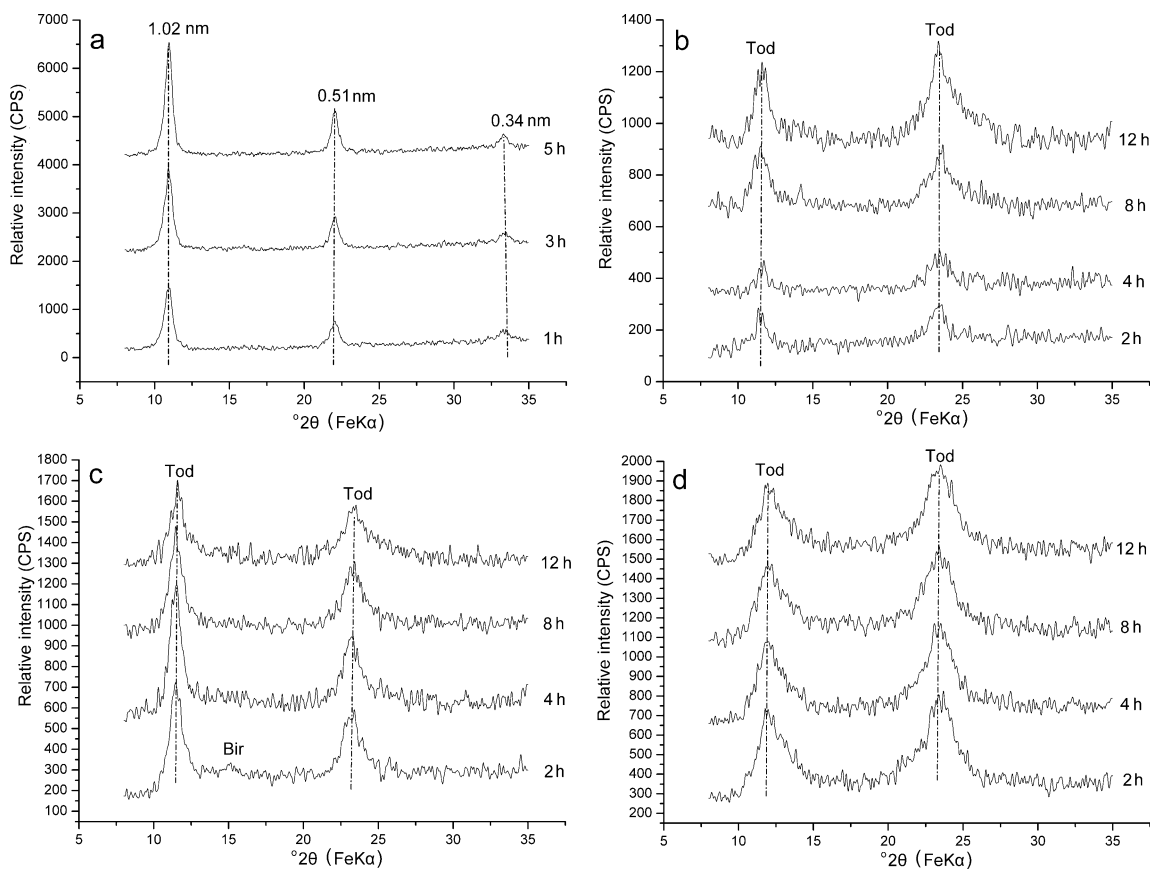 a
1.02 nm
0.51 nm
0.34 nm
5 h
3 h
1 h
7000
6000
5000
4000
3000
2000
1000
0
Relative intensity (CPS)
5 10 15 20 25 30 35
°2θ (FeKα)
b
Tod
Tod
12 h
8 h
4 h
2 h
1400
1200
1000
800
600
400
200
0
Relative intensity (CPS)
5 10 15 20 25 30 35
°2θ (FeKα)
c
Tod
Tod
Bir
12 h
8 h
4 h
2 h
1800
1700
1600
1500
1400
1300
1200
1100
1000
900
800
700
600
500
400
300
200
100
Relative intensity (CPS)
5 10 15 20 25 30 35
°2θ (FeKα)
d
Tod
Tod
12 h
8 h
4 h
2 h
2000
1900
1800
1700
1600
1500
1400
1300
1200
1100
1000
900
800
700
600
500
400
300
200
Relative intensity (CPS)
5 10 15 20 25 30 35
°2θ (FeKα)